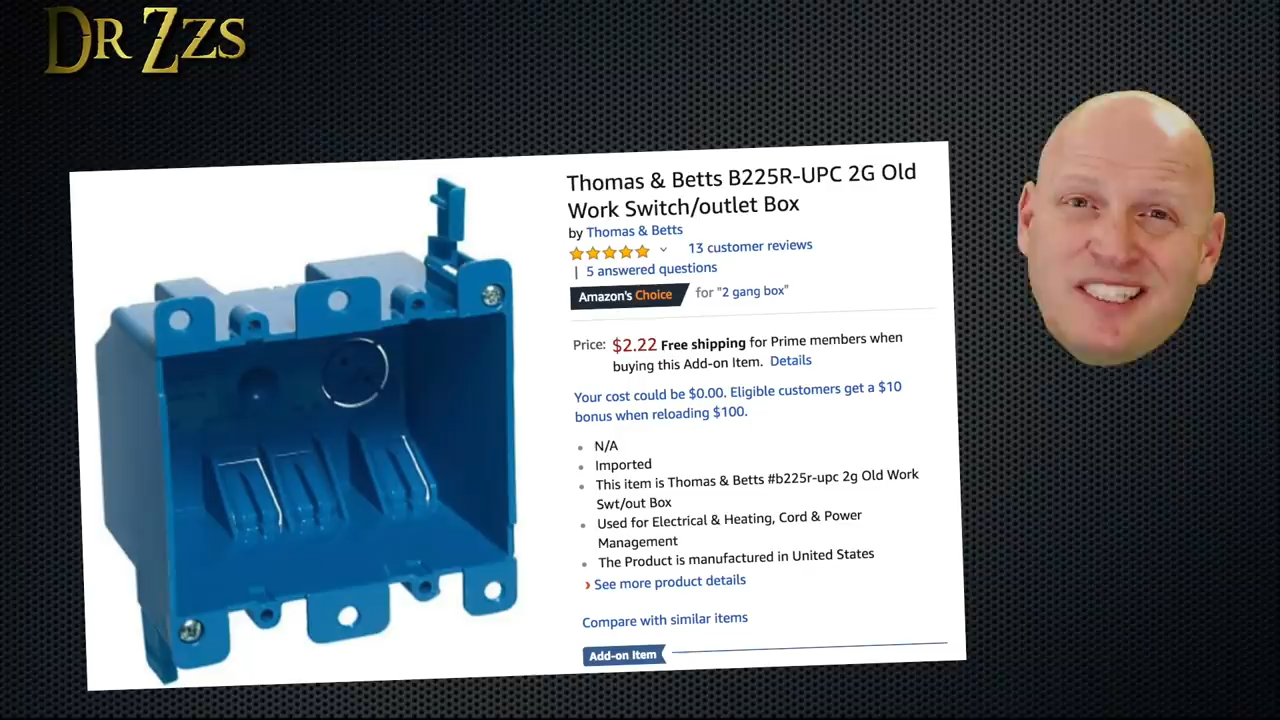 DR ZZS
Thomas & Betts B225R-UPC 2G Old
Work Switch/outlet Box
by Thomas & Betts
13 customer reviews
| 5 answered questions
Amazon's Choice for "2 gang box"
Price: $2.22 Free shipping for Prime members when
buying this Add-on Item. Details
Your cost could be $0.00. Eligible customers get a $10
bonus when reloading $100.
• N/A
• Imported
• This item is Thomas & Betts #b225r-upc 2g Old Work
Swt/out Box
• Used for Electrical & Heating, Cord & Power
Management
• The Product is manufactured in United States
› See more product details
Compare with similar items
Add-on Item